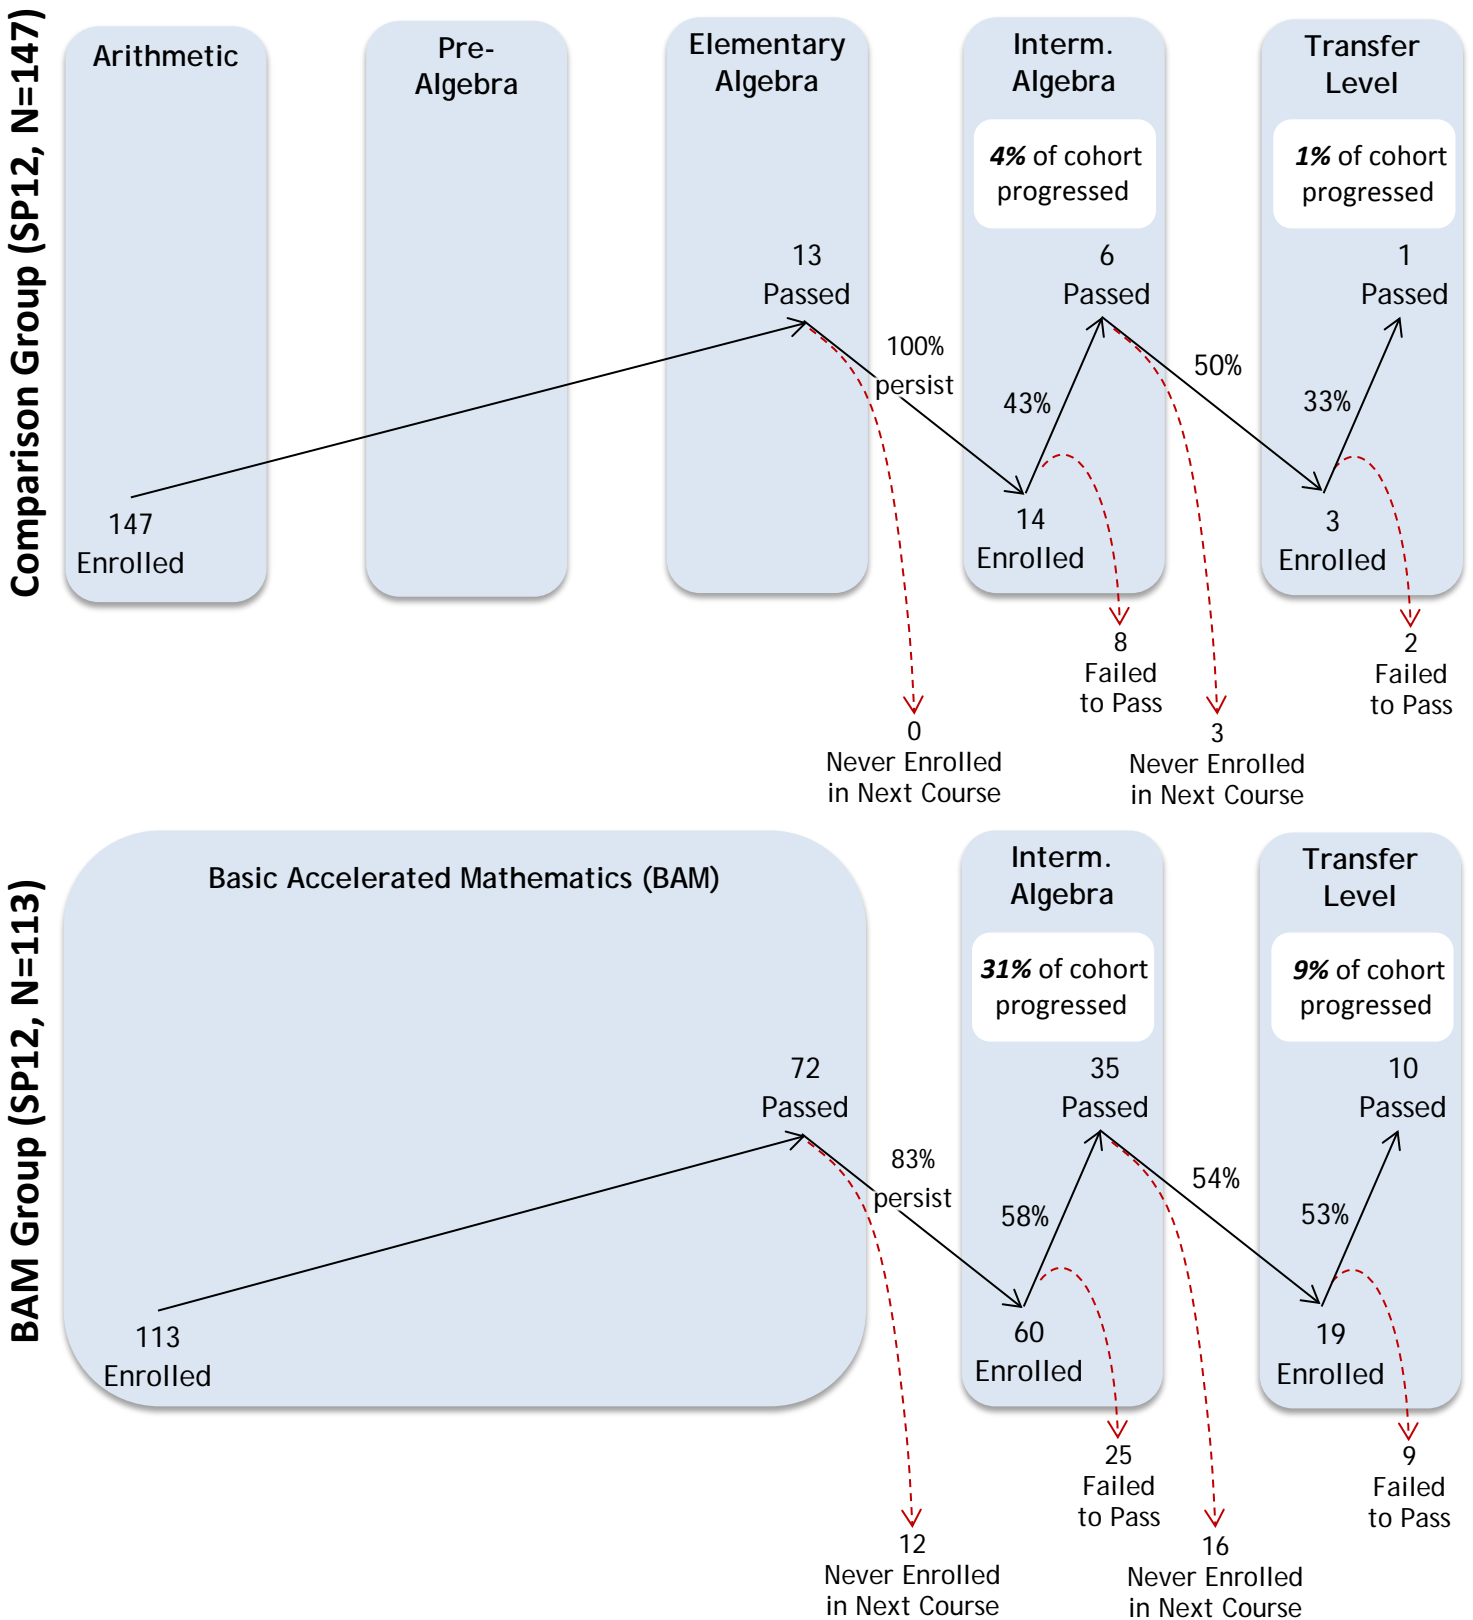 Comparison Group (SP12, N=147)
Arithmetic
Pre-
Algebra
Elementary
Algebra
Interm.
Algebra
Transfer
Level
4% of cohort
progressed
1% of cohort
progressed
13
Passed
6
Passed
1
Passed
100%
persist
43%
50%
33%
147
Enrolled
14
Enrolled
3
Enrolled
8
Failed
to Pass
2
Failed
to Pass
0
Never Enrolled
in Next Course
3
Never Enrolled
in Next Course
BAM Group (SP12, N=113)
Basic Accelerated Mathematics (BAM)
Interm.
Algebra
Transfer
Level
31% of cohort
progressed
9% of cohort
progressed
72
Passed
35
Passed
10
Passed
83%
persist
58%
54%
53%
113
Enrolled
60
Enrolled
19
Enrolled
25
Failed
to Pass
9
Failed
to Pass
12
Never Enrolled
in Next Course
16
Never Enrolled
in Next Course